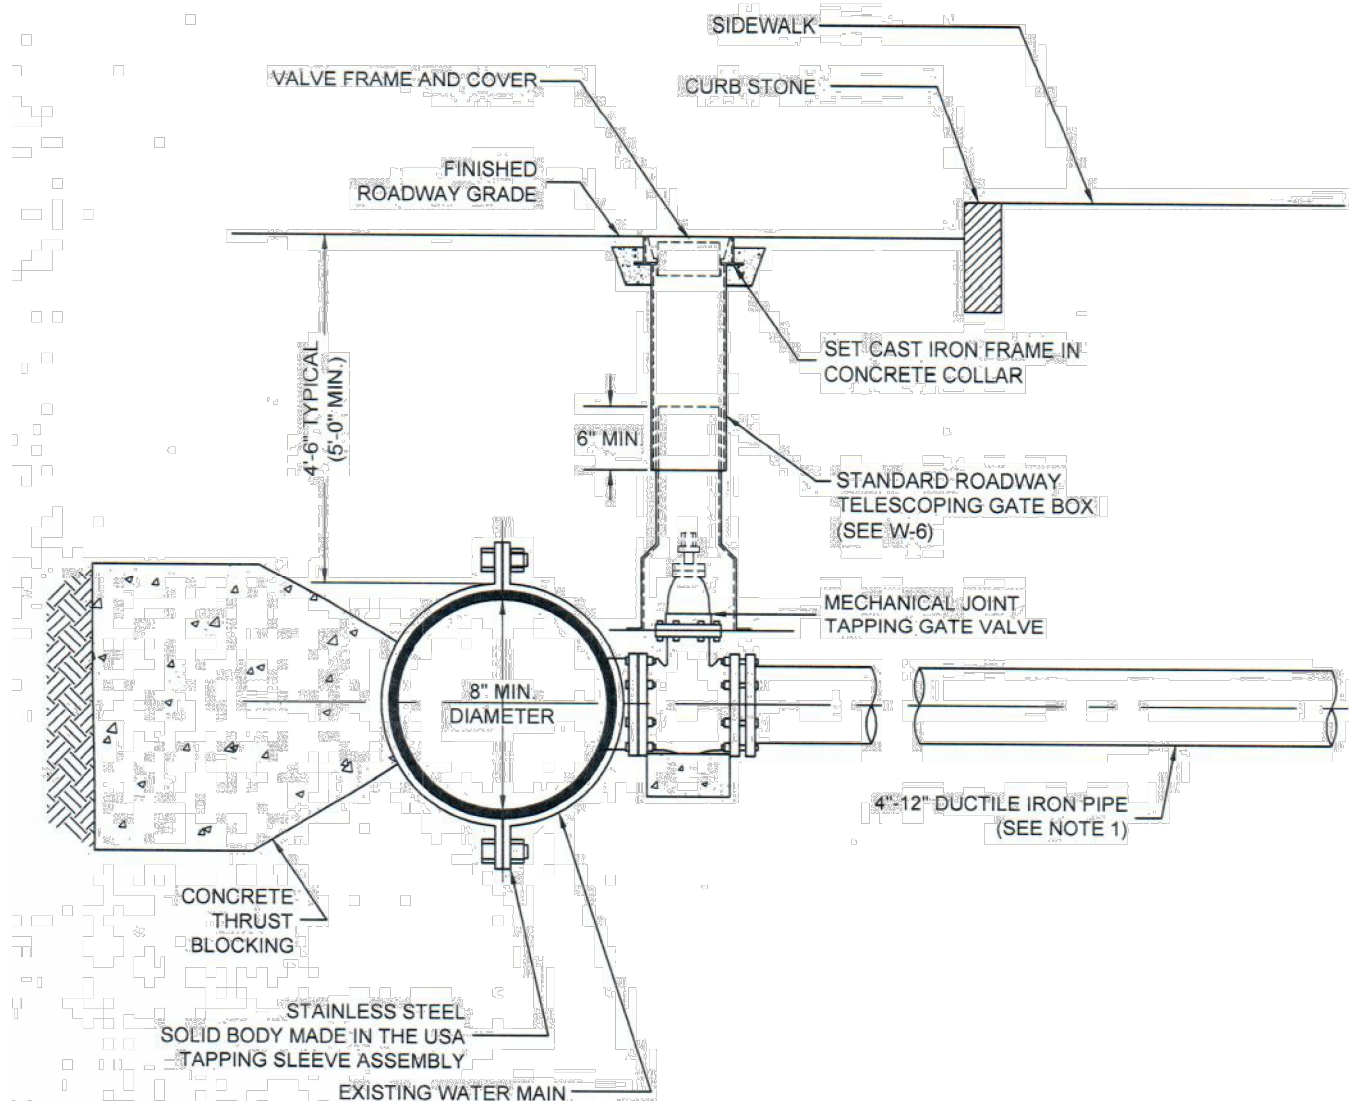 SIDEWALK
VALVE FRAME AND COVER
CURB STONE
FINISHED
ROADWAY GRADE
4'-6" TYPICAL
(5'-0" MIN.)
SET CAST IRON FRAME IN
CONCRETE COLLAR
6" MIN
STANDARD ROADWAY
TELESCOPING GATE BOX
(SEE W-6)
MECHANICAL JOINT
TAPPING GATE VALVE
8" MIN
DIAMETER
4"-12" DUCTILE IRON PIPE
(SEE NOTE 1)
CONCRETE
THRUST
BLOCKING
STAINLESS STEEL
SOLID BODY MADE IN THE USA
TAPPING SLEEVE ASSEMBLY
EXISTING WATER MAIN